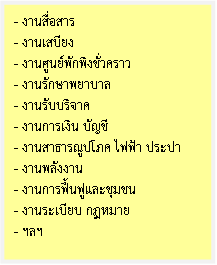 - งานสื่อสาร
- งานเสบียง
- งานศูนย์พักพิงชั่วคราว
- งานรักษาพยาบาล
- งานรับบริจาค
- งานการเงิน บัญชี
- งานสาธารณูปโภค ไฟฟ้า ประปา
- งานพลังงาน
- งานการฟื้นฟูและชุมชน
- งานระเบียบ กฎหมาย
- ฯลฯ